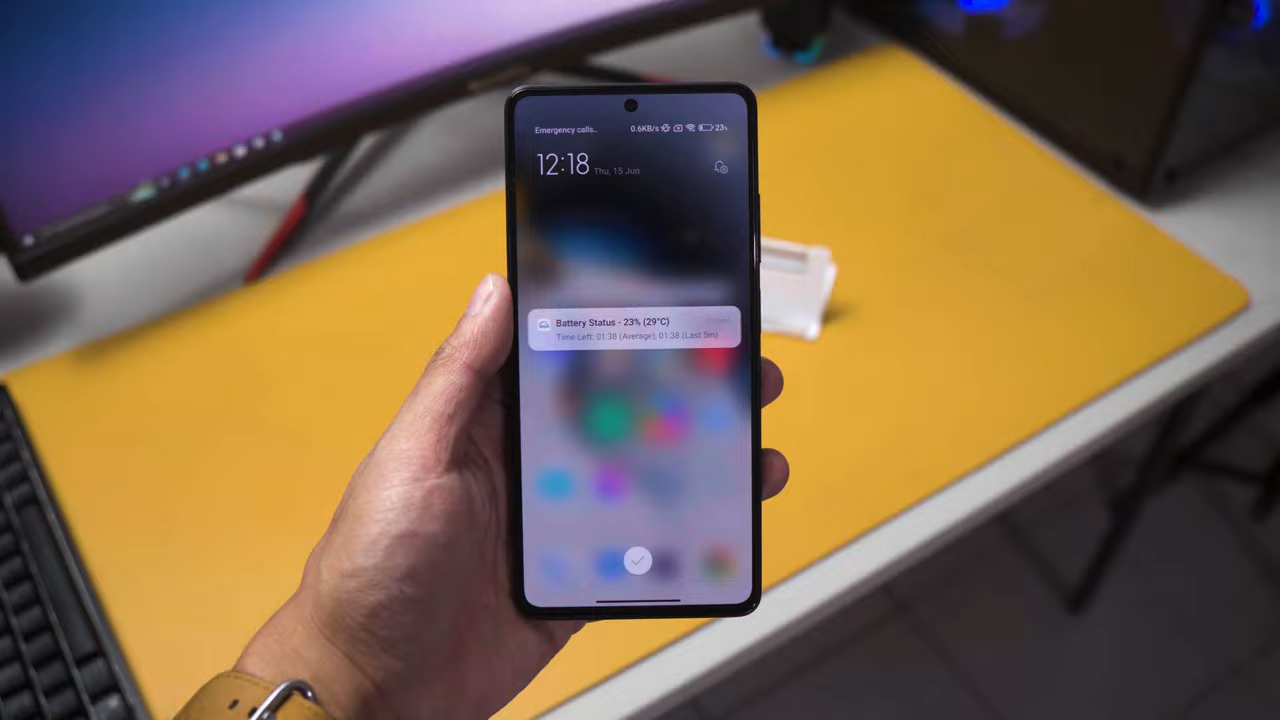 Emergency calls.. 0.6KB/s 23%
12:18 Thu, 15 Jun
Battery Status - 23% (29°C)
Time Left: 01:38 (Average), 01:38 (Last 5m)